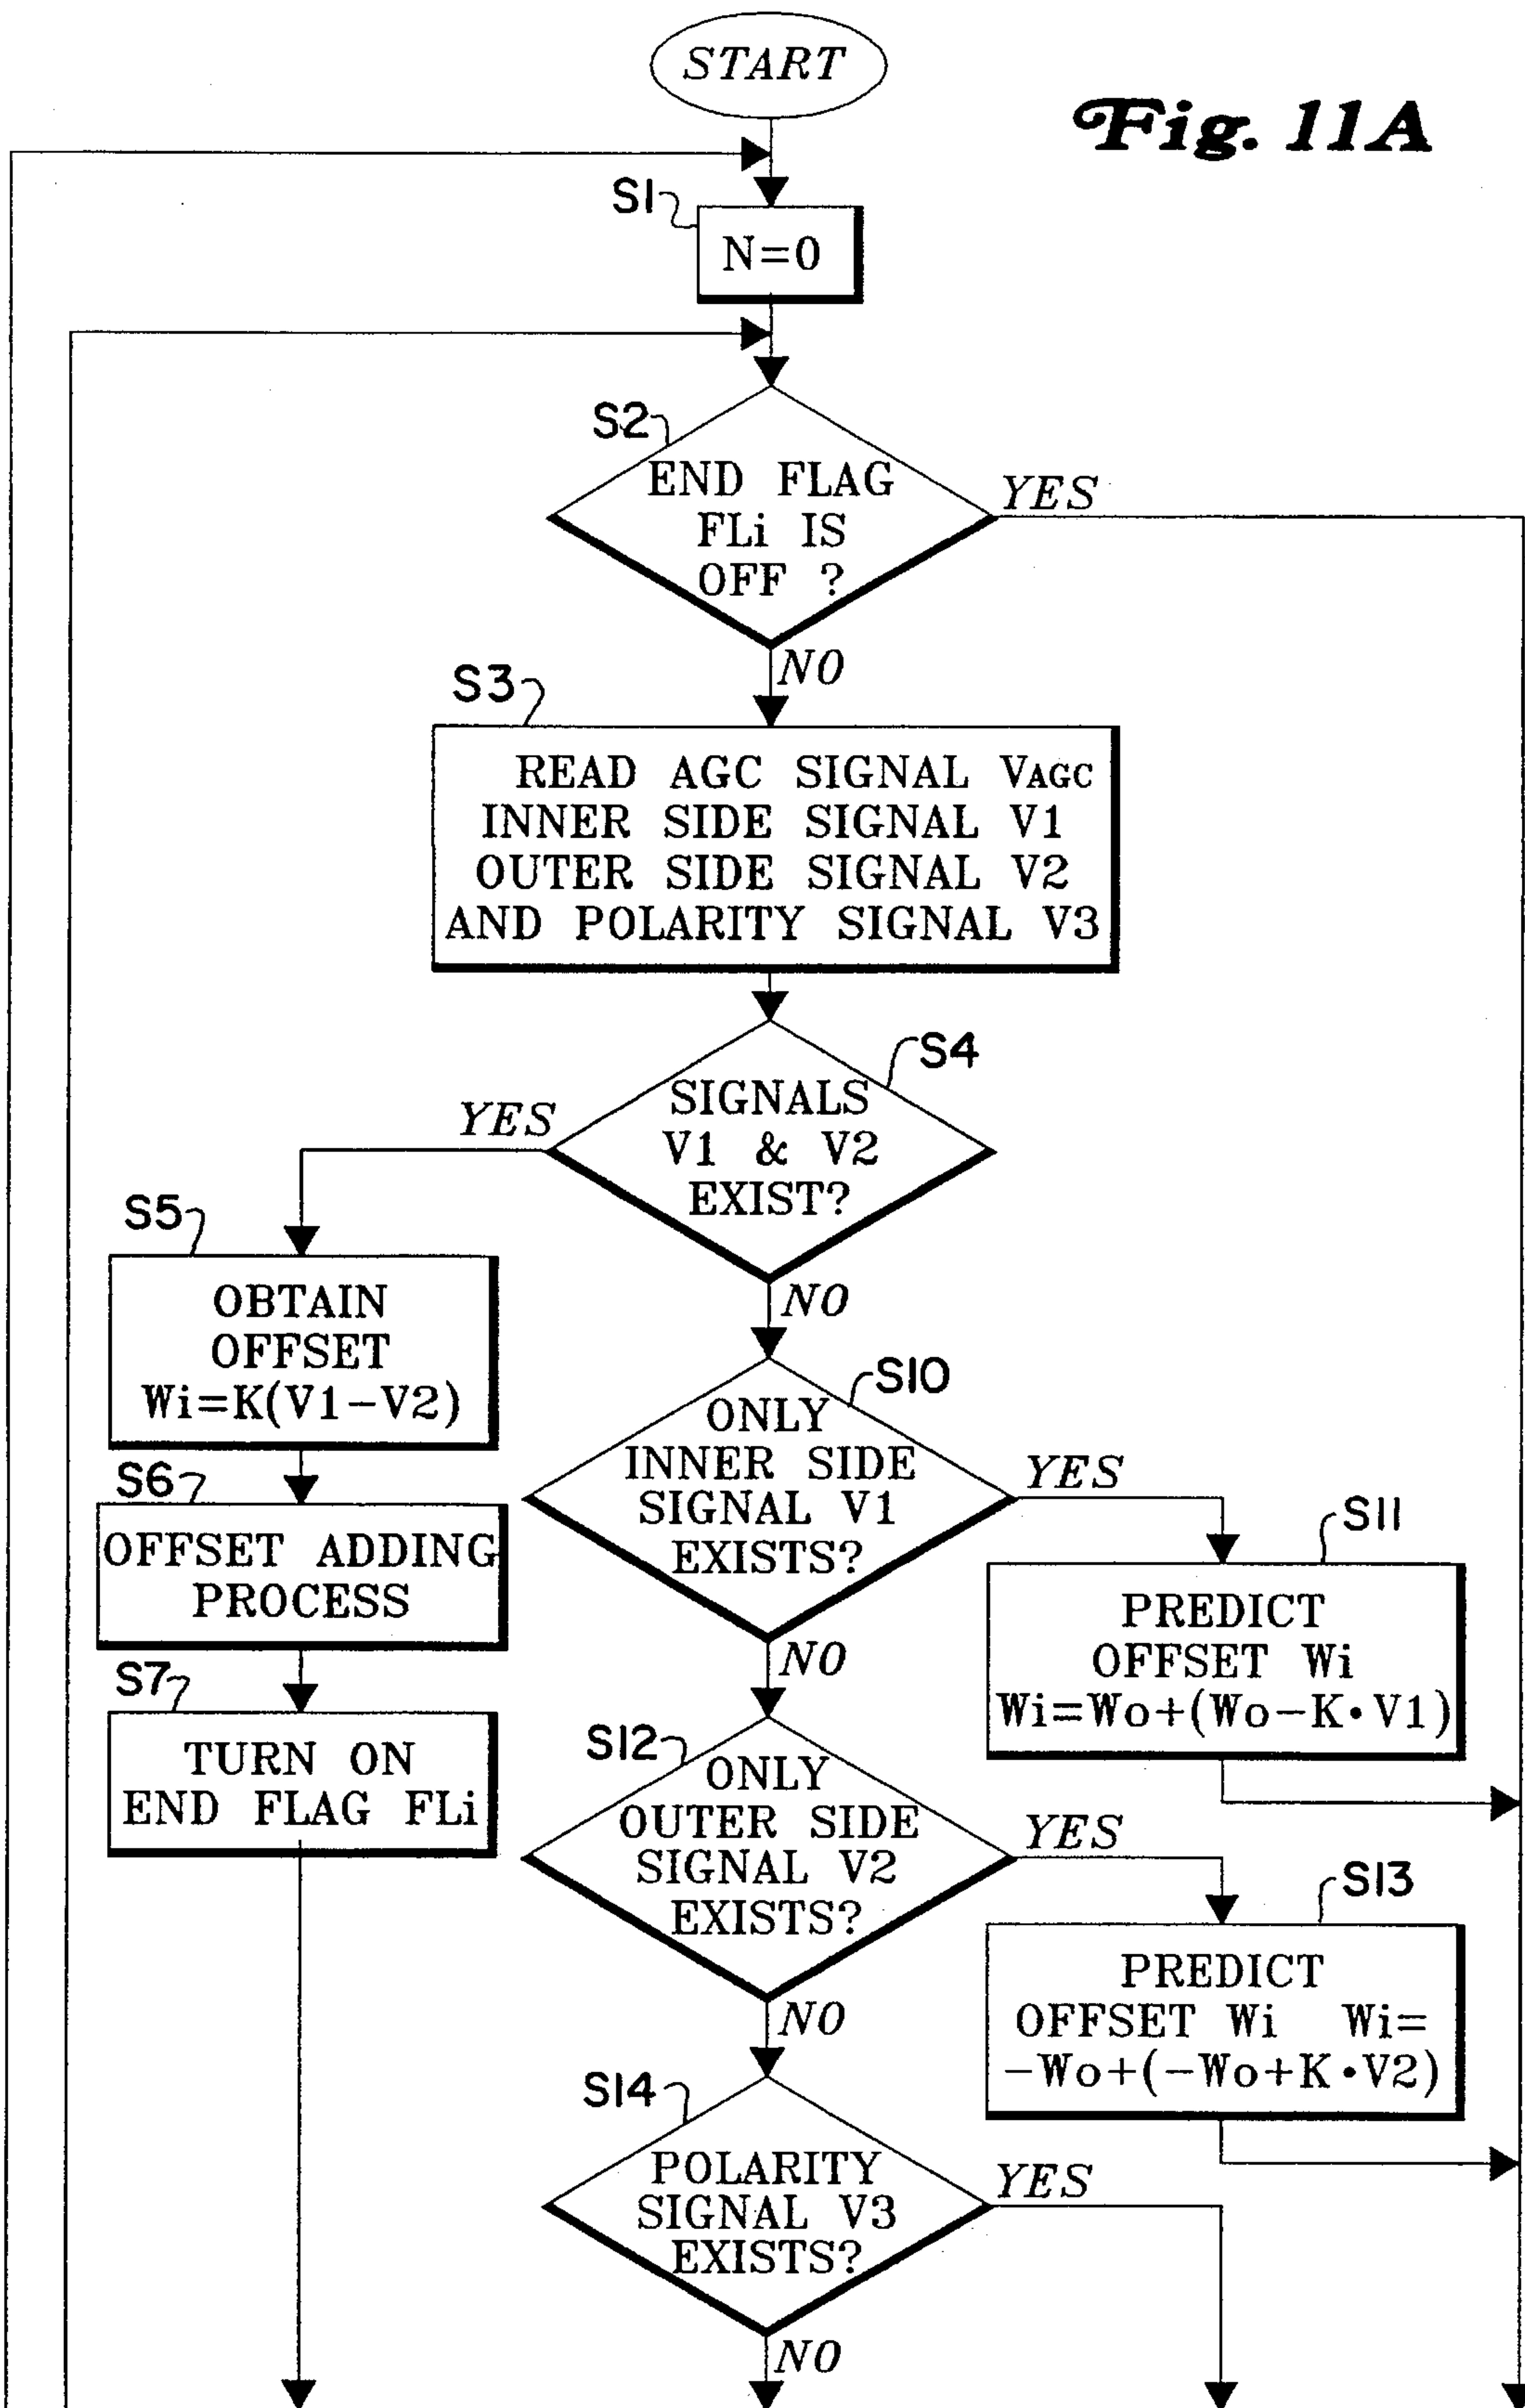 START
Fig. 11A
S1
N=0
S2
END FLAG
FLi IS
OFF ?
YES
NO
S3
READ AGC SIGNAL VAGC
INNER SIDE SIGNAL V1
OUTER SIDE SIGNAL V2
AND POLARITY SIGNAL V3
S4
SIGNALS
V1 & V2
EXIST?
YES
NO
S5
OBTAIN
OFFSET
Wi=K(V1-V2)
S6
OFFSET ADDING
PROCESS
S7
TURN ON
END FLAG FLi
S10
ONLY
INNER SIDE
SIGNAL V1
EXISTS?
YES
NO
S11
PREDICT
OFFSET Wi
Wi=Wo+(Wo-K·V1)
S12
ONLY
OUTER SIDE
SIGNAL V2
EXISTS?
YES
NO
S13
PREDICT
OFFSET Wi Wi=
-Wo+(-Wo+K·V2)
S14
POLARITY
SIGNAL V3
EXISTS?
YES
NO